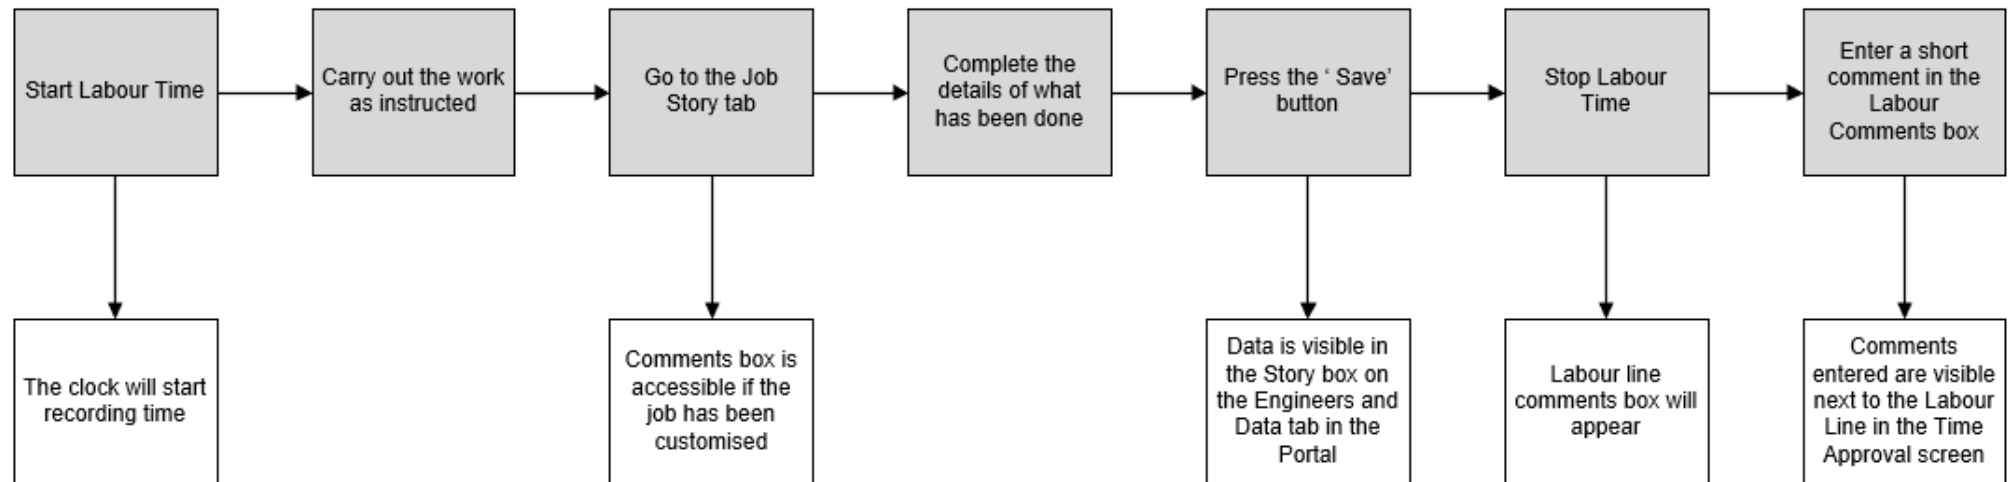 Start Labour Time
Carry out the work
as instructed
Go to the Job
Story tab
Complete the
details of what
has been done
Press the ‘ Save’
button
Stop Labour
Time
Enter a short
comment in the
Labour
Comments box
The clock will start
recording time
Comments box is
accessible if the
job has been
customised
Data is visible in
the Story box on
the Engineers and
Data tab in the
Portal
Labour line
comments box will
appear
Comments
entered are visible
next to the Labour
Line in the Time
Approval screen